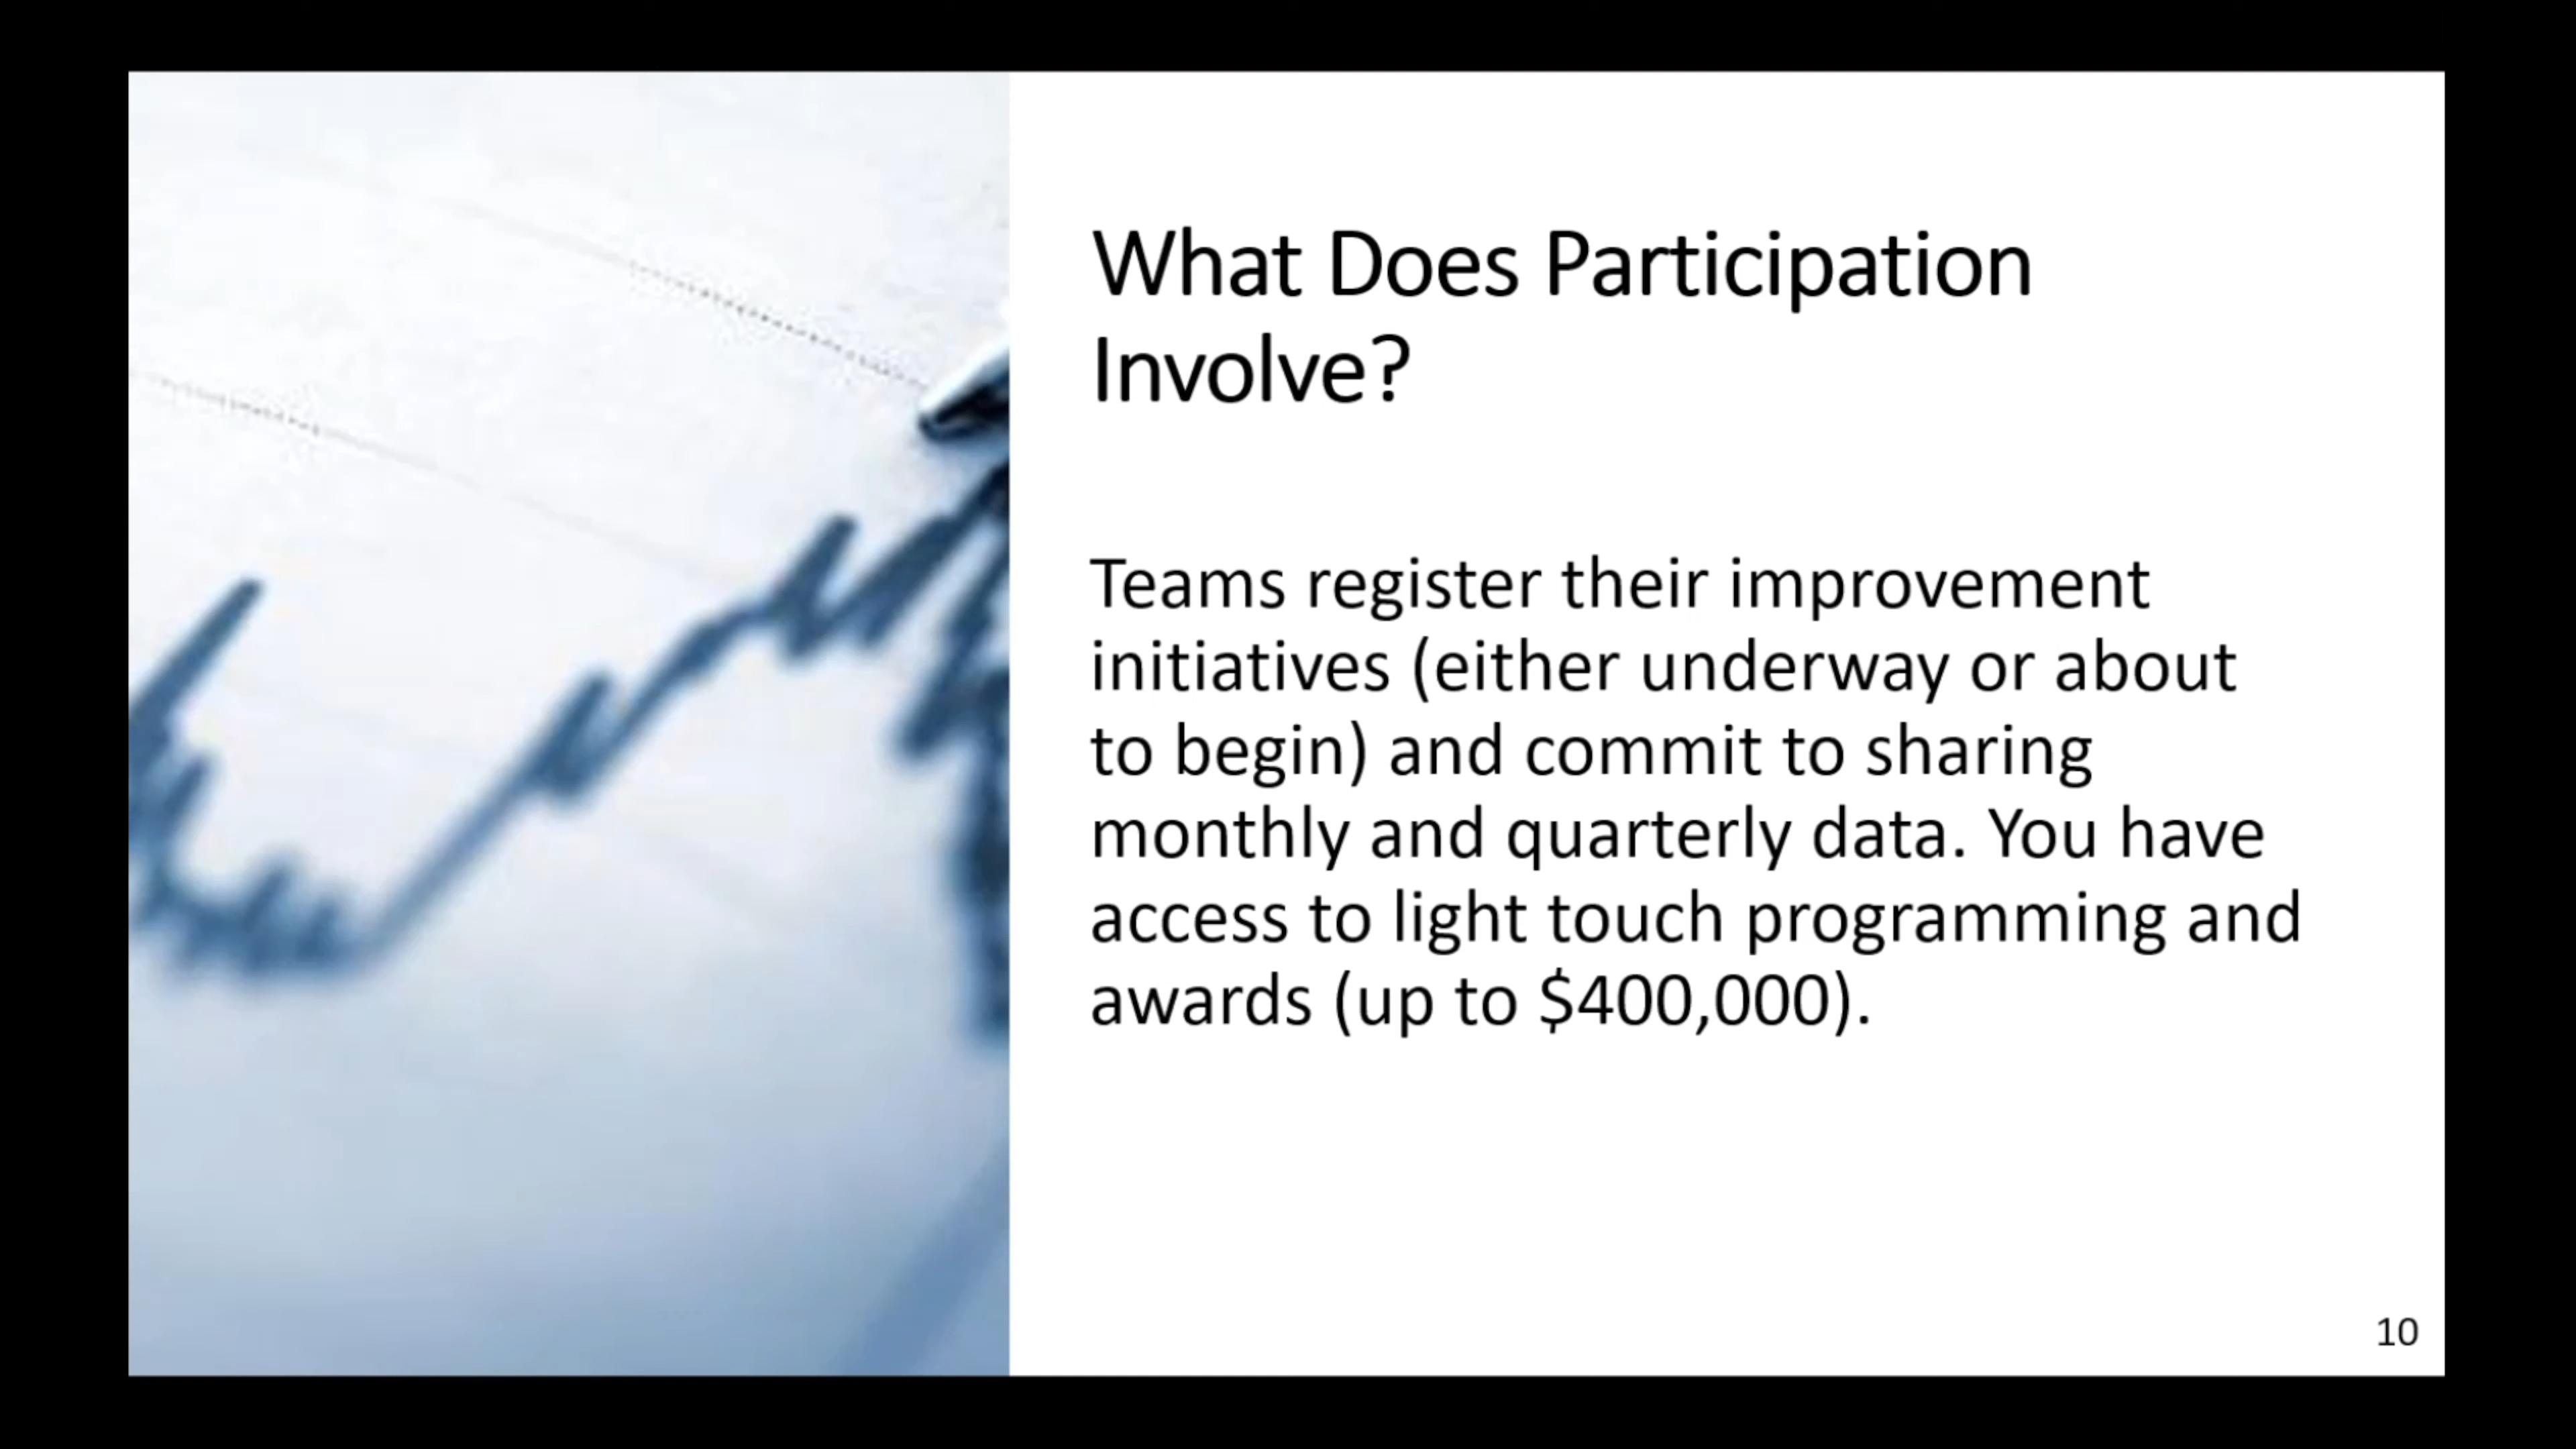 What Does Participation
Involve?
Teams register their improvement
initiatives (either underway or about
to begin) and commit to sharing
monthly and quarterly data. You have
access to light touch programming and
awards (up to $400,000).
10